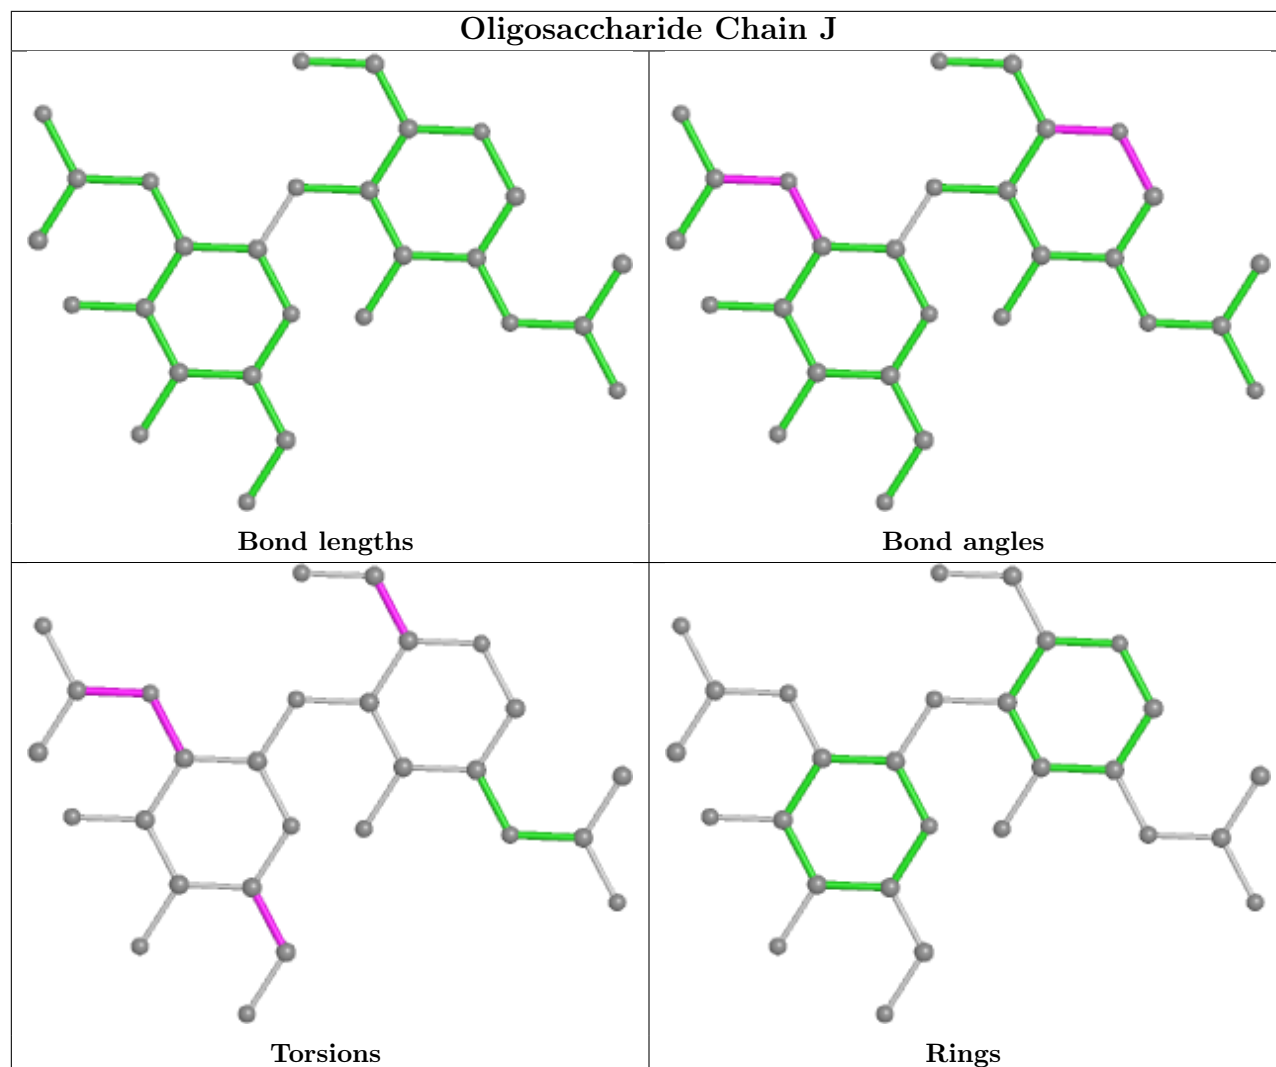 Oligosaccharide Chain J
Bond lengths
Bond angles
Torsions
Rings